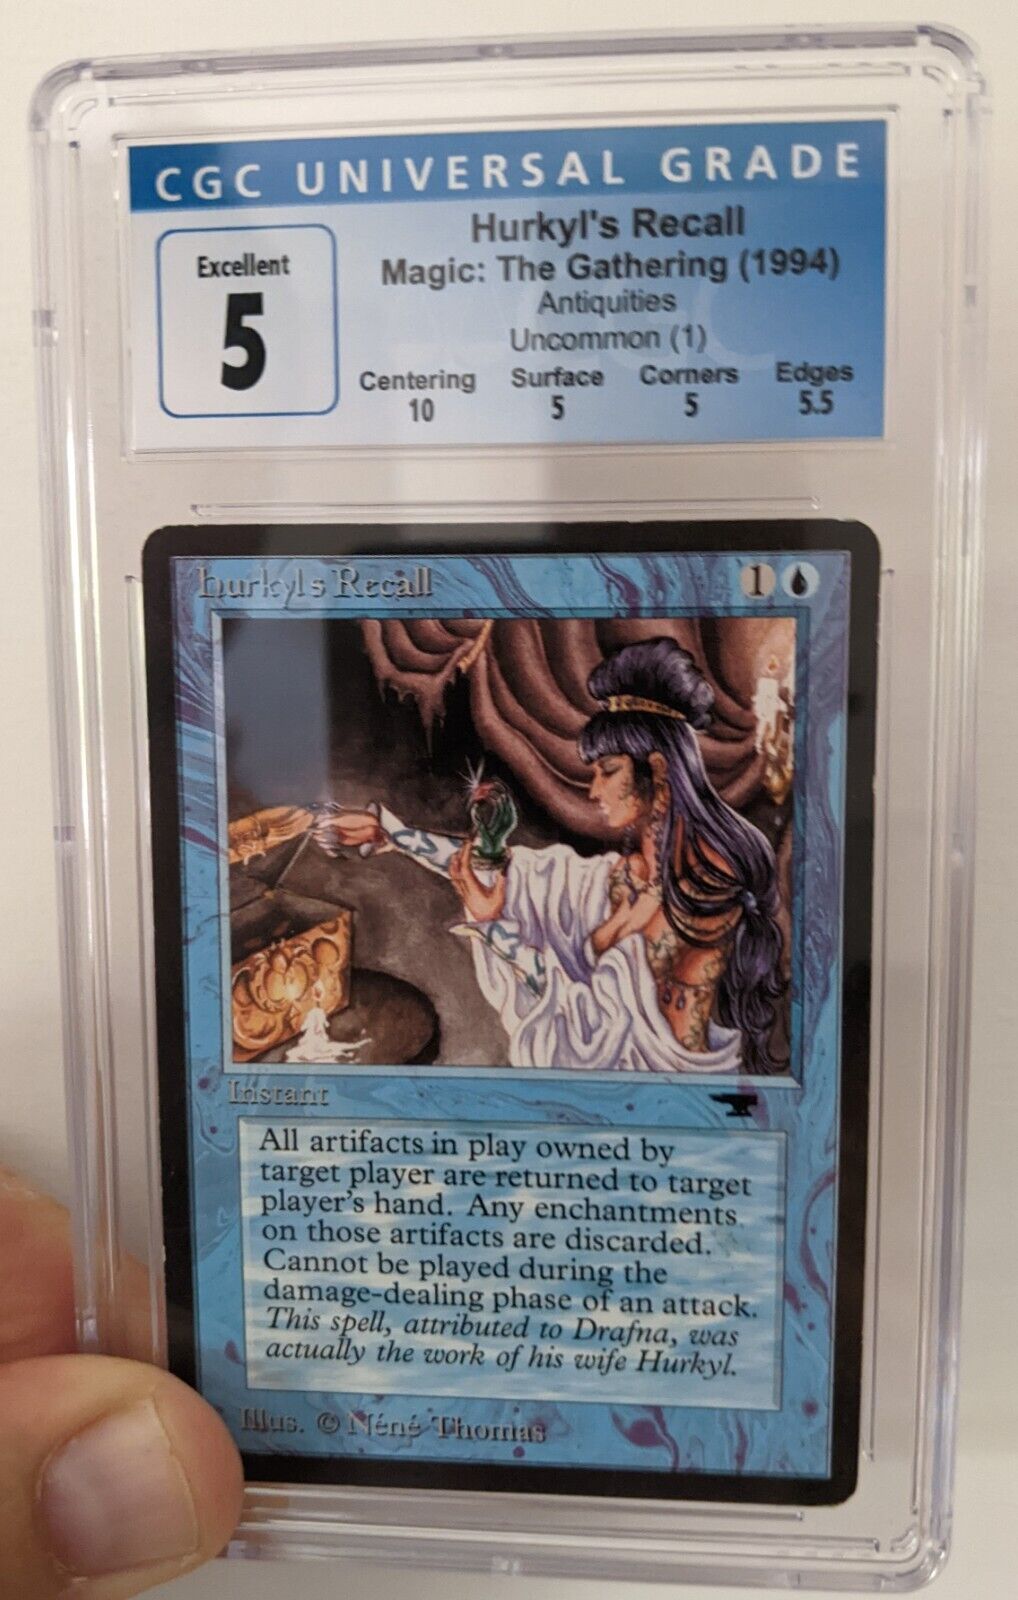 CGC UNIVERSAL GRADE
Excellent
5
Hurkyl's Recall
Magic: The Gathering (1994)
Antiquities
Uncommon (1)
Centering Surface Corners Edges
10 5 5 5.5
Hurkyl's Recall 1
Instant
All artifacts in play owned by
target player are returned to target
player's hand. Any enchantments
on those artifacts are discarded.
Cannot be played during the
damage-dealing phase of an attack.
This spell, attributed to Drafna, was
actually the work of his wife Hurkyl.
Illus. © Néné Thomas